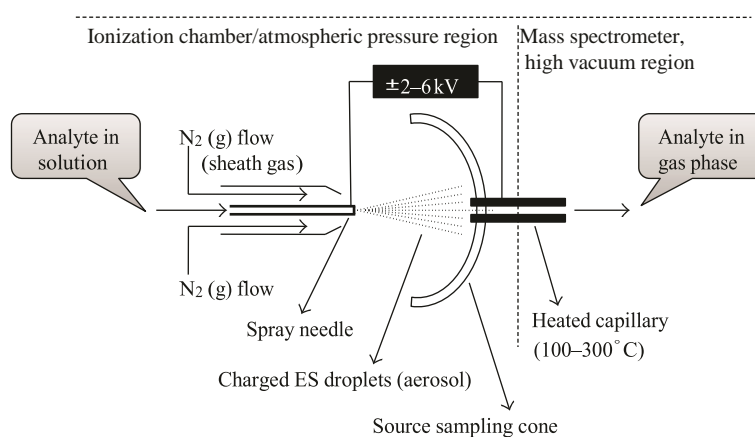 Ionization chamber/atmospheric pressure region
Mass spectrometer,
high vacuum region
±2–6 kV
Analyte in
solution
N2 (g) flow
(sheath gas)
Analyte in
gas phase
N2 (g) flow
Spray needle
Heated capillary
(100–300°C)
Charged ES droplets (aerosol)
Source sampling cone